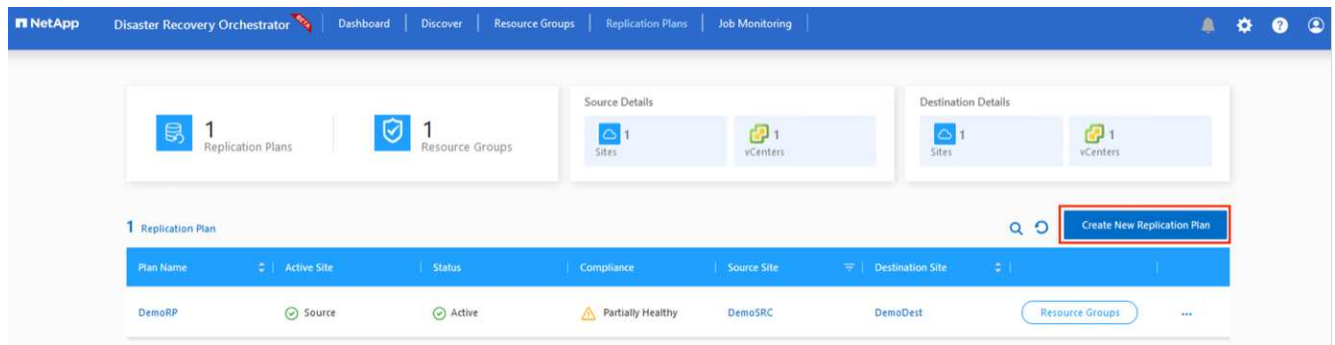 NetApp Disaster Recovery Orchestrator BETA Dashboard Discover Resource Groups Replication Plans Job Monitoring
1 Replication Plans
1 Resource Groups
Source Details
1 Sites
1 vCenters
Destination Details
1 Sites
1 vCenters
1 Replication Plan
Create New Replication Plan
Plan Name Active Site Status Compliance Source Site Destination Site
DemoRP Source Active Partially Healthy DemoSRC DemoDest Resource Groups ...